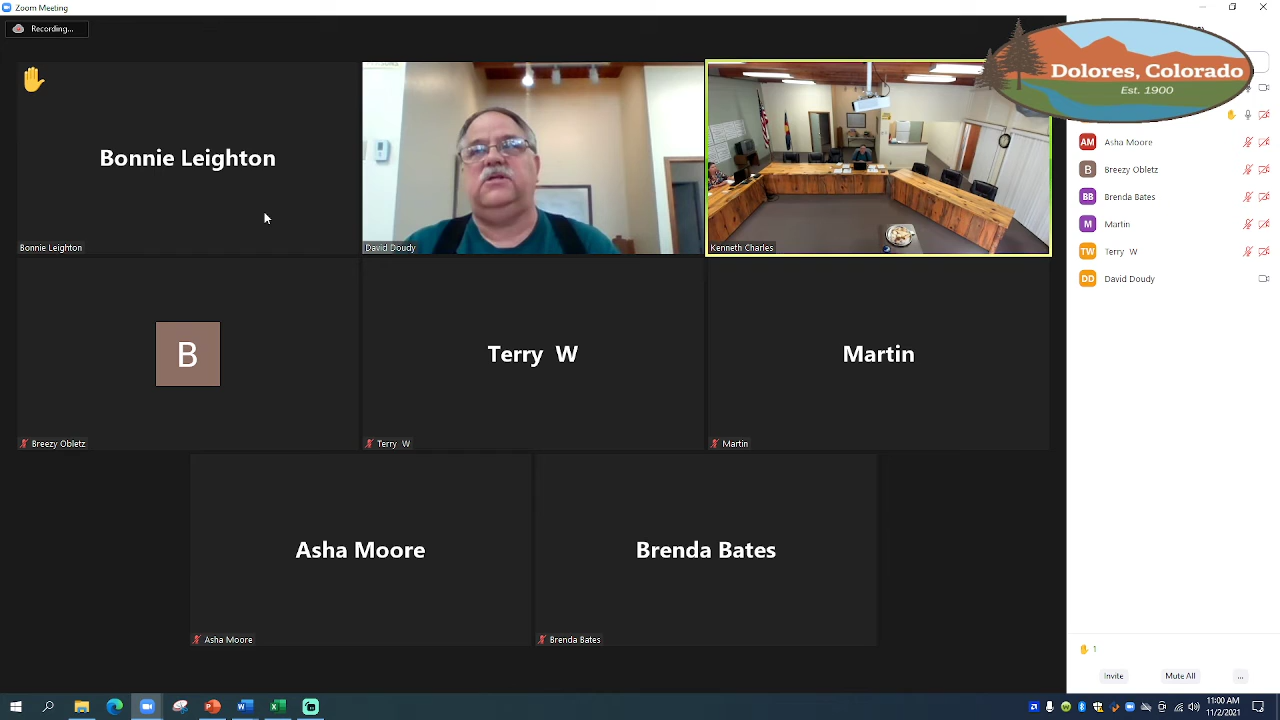 Zoom Meeting
Recording...
Dolores, Colorado
Est. 1900
Bonnie Leighton
Bonnie Leighton
David Doudy
Kenneth Charles
B
Breezy Obletz
Terry W
Terry W
Martin
Martin
Asha Moore
Asha Moore
Brenda Bates
Brenda Bates
AM Asha Moore
B Breezy Obletz
BB Brenda Bates
M Martin
TW Terry W
DD David Doudy
1
Invite Mute All ...
11:00 AM
11/2/2021